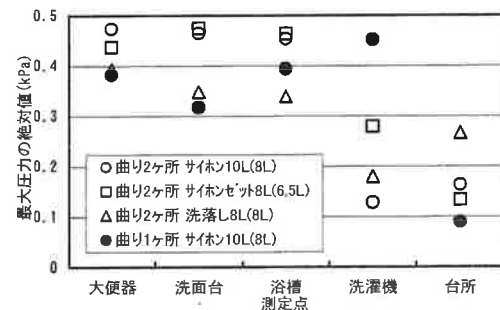 最大圧力の絶対値(kPa)
0.5
0.4
0.3
0.2
0.1
0
曲り2ヶ所 サイホン10L(8L)
曲り2ヶ所 サイホンゼット8L(6.5L)
曲り2ヶ所 洗落し8L(8L)
曲り1ヶ所 サイホン10L(8L)
大便器 洗面台 浴槽 洗濯機 台所
測定点